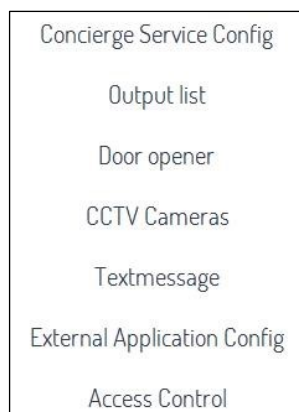 Concierge Service Config
Output list
Door opener
CCTV Cameras
Textmessage
External Application Config
Access Control